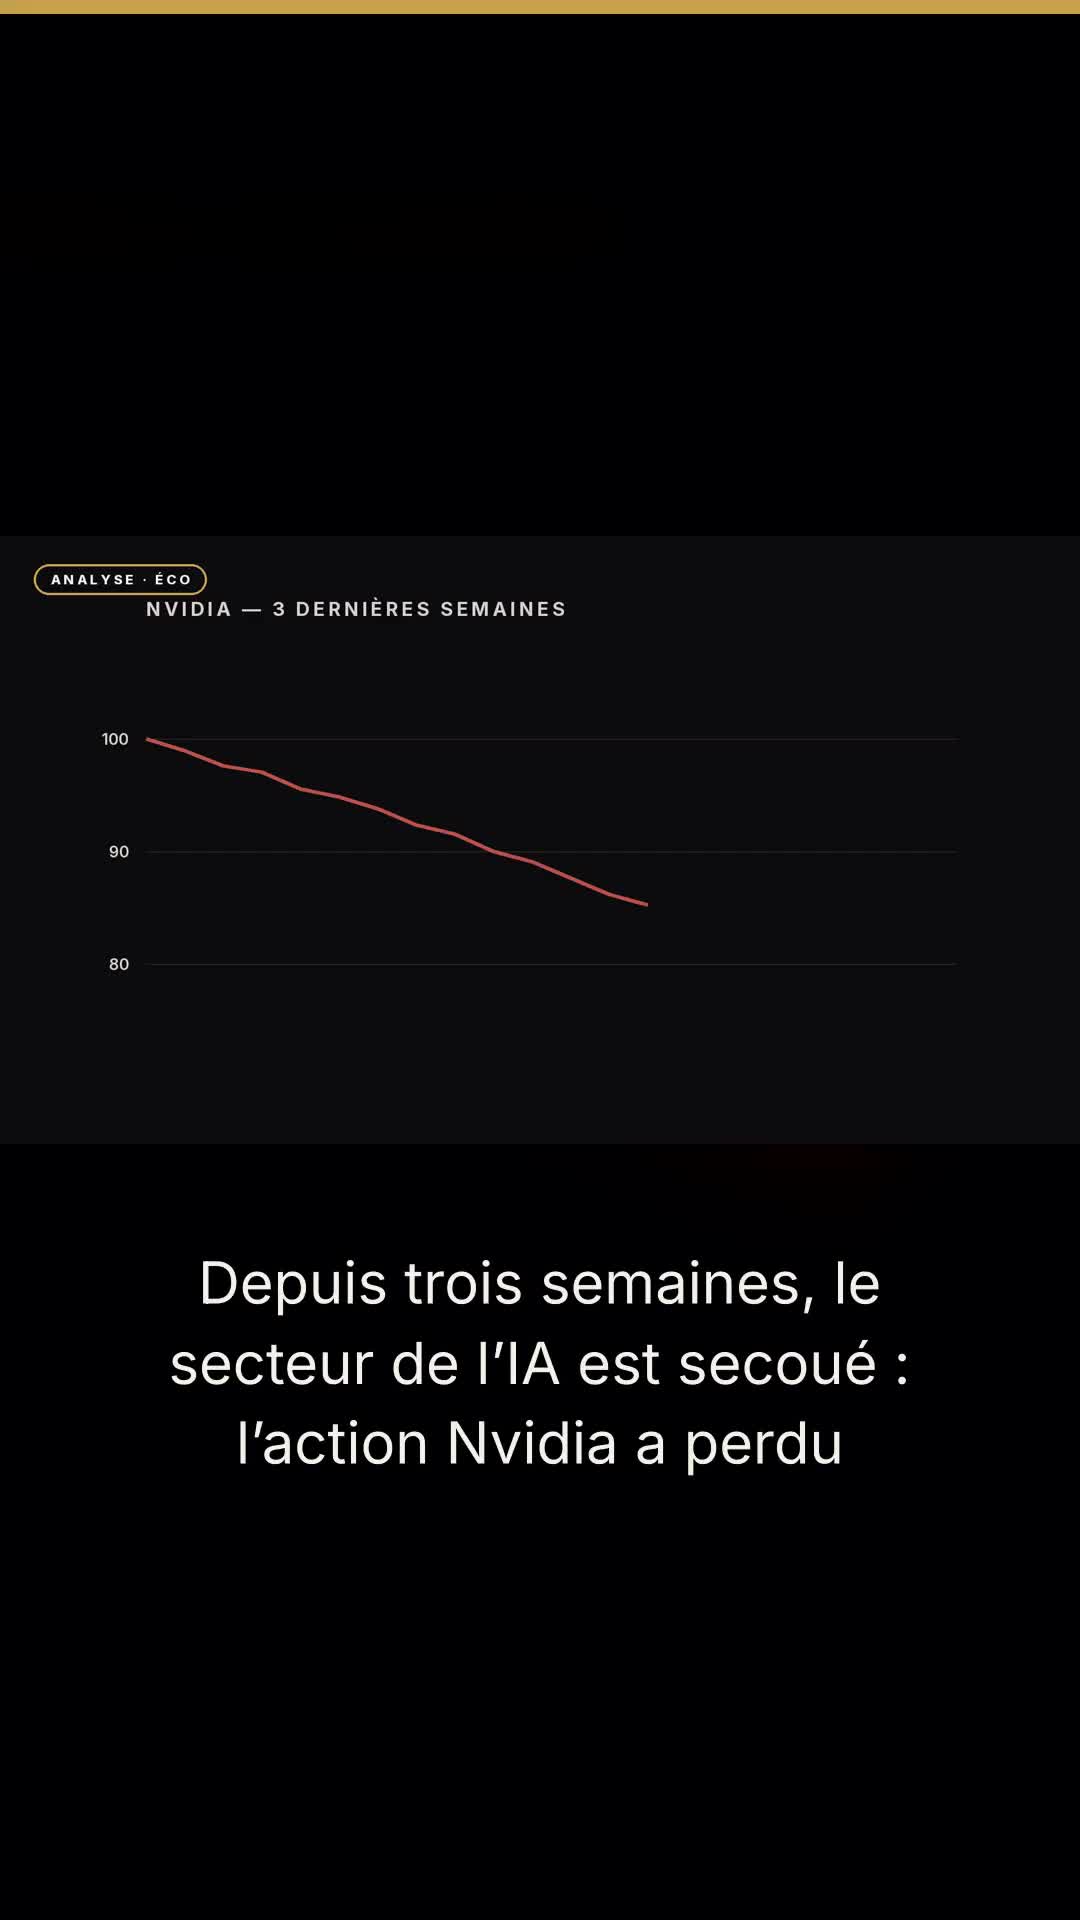 ANALYSE · ÉCO
NVIDIA — 3 DERNIÈRES SEMAINES
100
90
80
Depuis trois semaines, le
secteur de l’IA est secoué :
l’action Nvidia a perdu